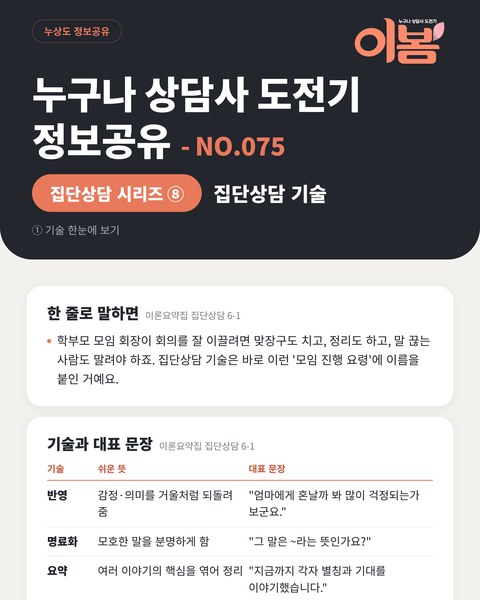 누상도 정보공유
누구나 상담사 도전기
이봄
누구나 상담사 도전기
정보공유 - NO.075
집단상담 시리즈 ⑧ 집단상담 기술
① 기술 한눈에 보기
한 줄로 말하면 이론요약집 집단상담 6-1
• 학부모 모임 회장이 회의를 잘 이끌려면 맞장구도 치고, 정리도 하고, 말 끊는
사람도 말려야 하죠. 집단상담 기술은 바로 이런 '모임 진행 요령'에 이름을
붙인 거예요.
기술과 대표 문장 이론요약집 집단상담 6-1
기술 쉬운 뜻 대표 문장
반영 감정·의미를 거울처럼 되돌려 "엄마에게 혼날까 봐 많이 걱정되는가
줌 보군요."
명료화 모호한 말을 분명하게 함 "그 말은 ~라는 뜻인가요?"
요약 여러 이야기의 핵심을 엮어 정리 "지금까지 각자 별칭과 기대를
이야기했습니다."